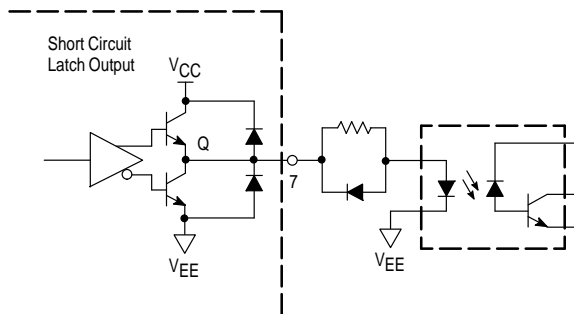 Short Circuit
Latch Output
VCC
Q
7
VEE
VEE